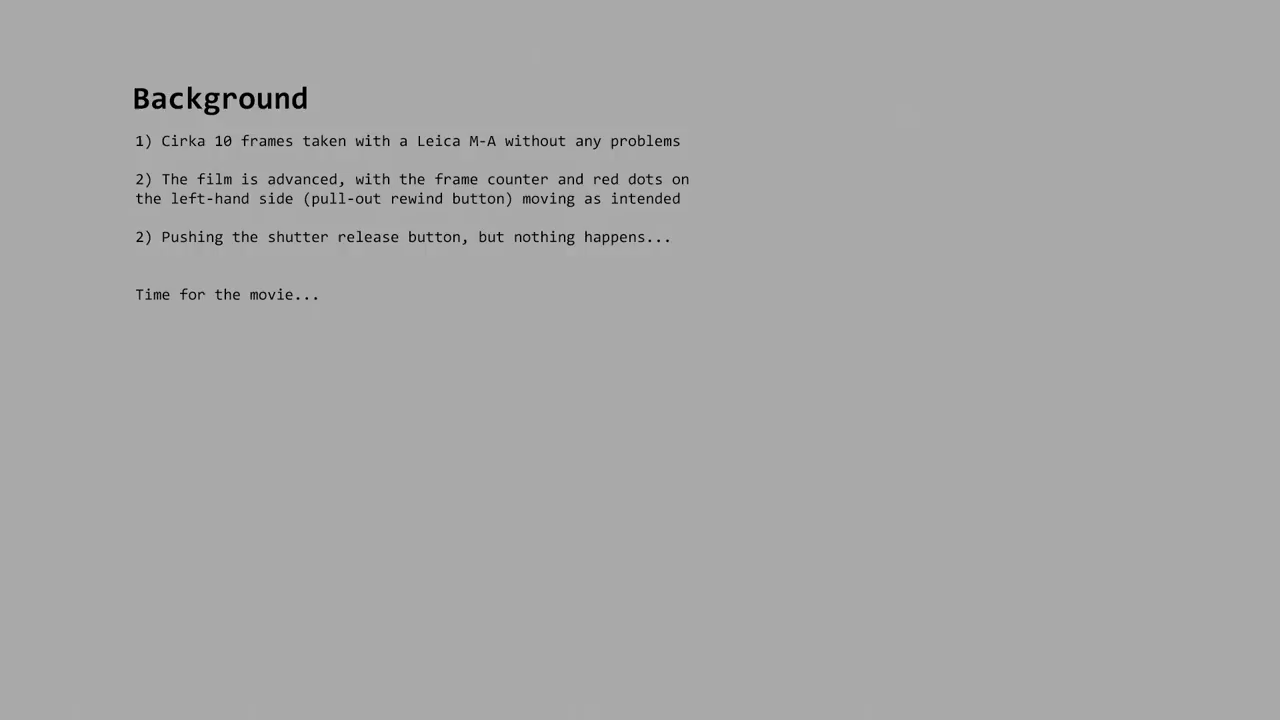 Background
1) Cirka 10 frames taken with a Leica M-A without any problems
2) The film is advanced, with the frame counter and red dots on
the left-hand side (pull-out rewind button) moving as intended
2) Pushing the shutter release button, but nothing happens...
Time for the movie...